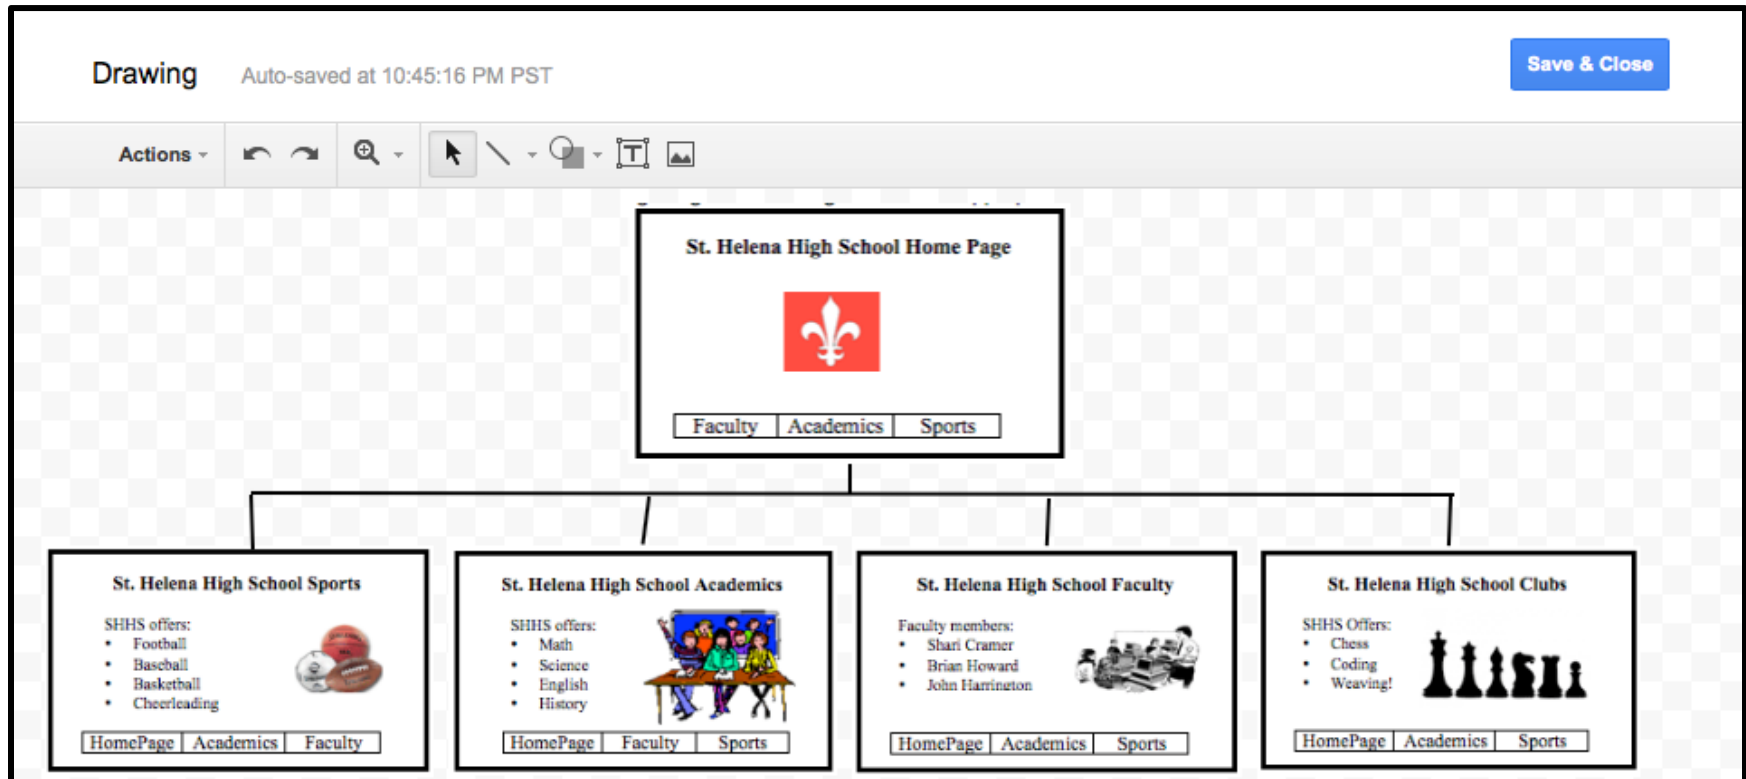 Drawing Auto-saved at 10:45:16 PM PST
Save & Close
Actions
St. Helena High School Home Page
Faculty Academics Sports
St. Helena High School Sports
SHHS offers:
• Football
• Baseball
• Basketball
• Cheerleading
HomePage Academics Faculty
St. Helena High School Academics
SHHS offers:
• Math
• Science
• English
• History
HomePage Faculty Sports
St. Helena High School Faculty
Faculty members:
• Shari Cramer
• Brian Howard
• John Harrington
HomePage Academics Sports
St. Helena High School Clubs
SHHS Offers:
• Chess
• Coding
• Weaving!
HomePage Academics Sports